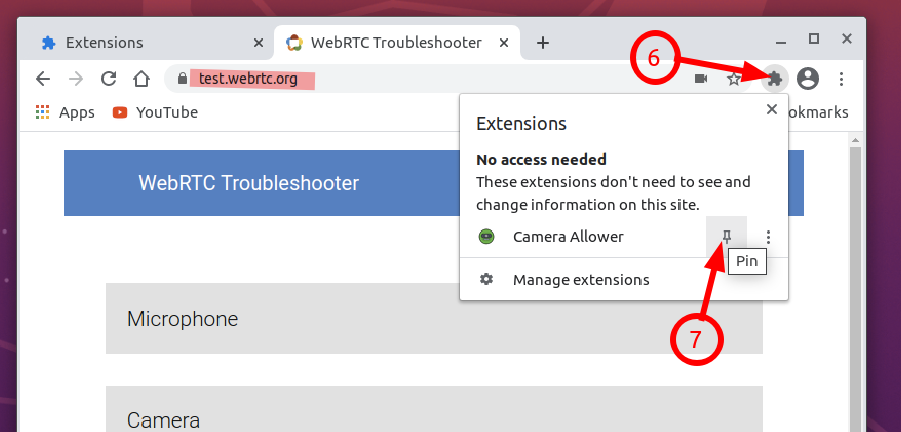 Extensions
WebRTC Troubleshooter
6
test.webrtc.org
Apps
YouTube
ookmarks
Extensions
No access needed
These extensions don't need to see and
change information on this site.
Camera Allower
Pin
Manage extensions
7
WebRTC Troubleshooter
Microphone
Camera